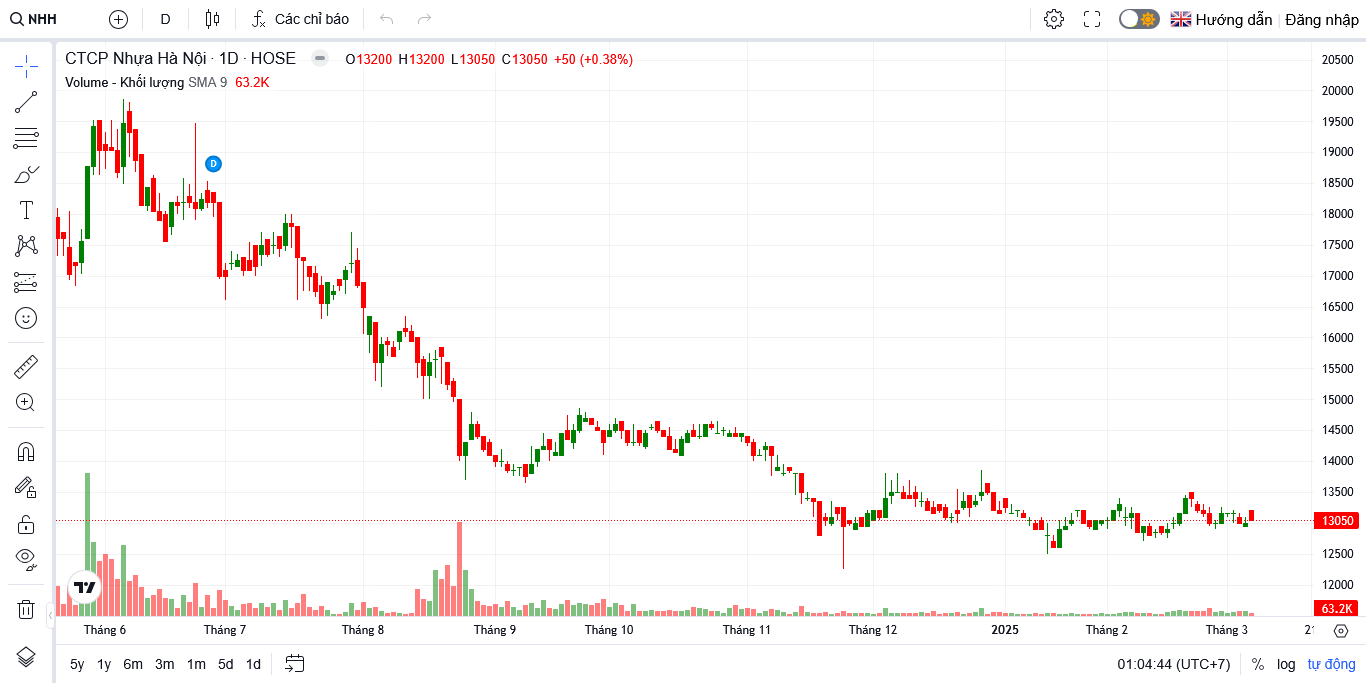 NHH D Các chỉ báo Hướng dẫn Đăng nhập
CTCP Nhựa Hà Nội · 1D · HOSE O13200 H13200 L13050 C13050 +50 (+0.38%)
Volume - Khối lượng SMA 9 63.2K
D
20500
20000
19500
19000
18500
18000
17500
17000
16500
16000
15500
15000
14500
14000
13500
13050
12500
12000
63.2K
Tháng 6 Tháng 7 Tháng 8 Tháng 9 Tháng 10 Tháng 11 Tháng 12 2025 Tháng 2 Tháng 3
5y 1y 6m 3m 1m 5d 1d 01:04:44 (UTC+7) % log tự động